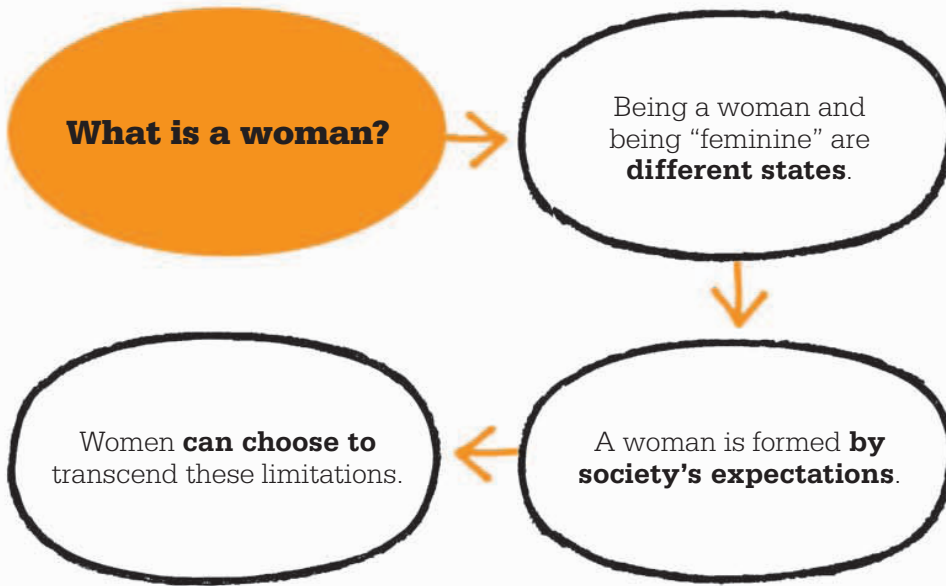 What is a woman?
Being a woman and
being “feminine” are
different states.
A woman is formed by
society’s expectations.
Women can choose to
transcend these limitations.